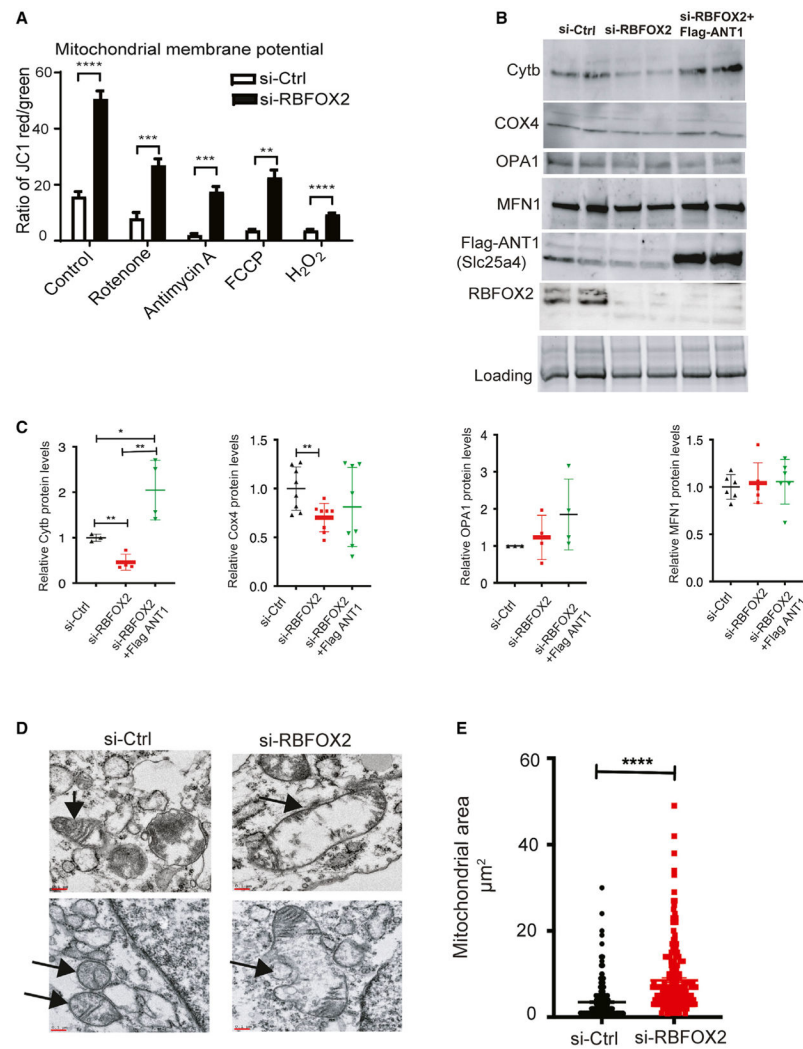 A
Mitochondrial membrane potential
Ratio of JC1 red/green
60
40
20
0
**** *** *** ** ****
si-Ctrl
si-RBFOX2
Control
Rotenone
Antimycin A
FCCP
H₂O₂
B
si-Ctrl si-RBFOX2 si-RBFOX2+
Flag-ANT1
Cytb
COX4
OPA1
MFN1
Flag-ANT1
(Slc25a4)
RBFOX2
Loading
C
Relative Cytb protein levels
3
2
1
0
*
**
**
si-Ctrl
si-RBFOX2
si-RBFOX2
+Flag ANT1
Relative Cox4 protein levels
1.5
1.0
0.5
0.0
**
si-Ctrl
si-RBFOX2
si-RBFOX2
+Flag ANT1
Relative OPA1 protein levels
4
3
2
1
0
si-Ctrl
si-RBFOX2
si-RBFOX2
+Flag ANT1
Relative MFN1 protein levels
1.5
1.0
0.5
0.0
si-Ctrl
si-RBFOX2
si-RBFOX2
+Flag ANT1
D
si-Ctrl
si-RBFOX2
E
Mitochondrial area
µm²
60
40
20
0
****
si-Ctrl si-RBFOX2